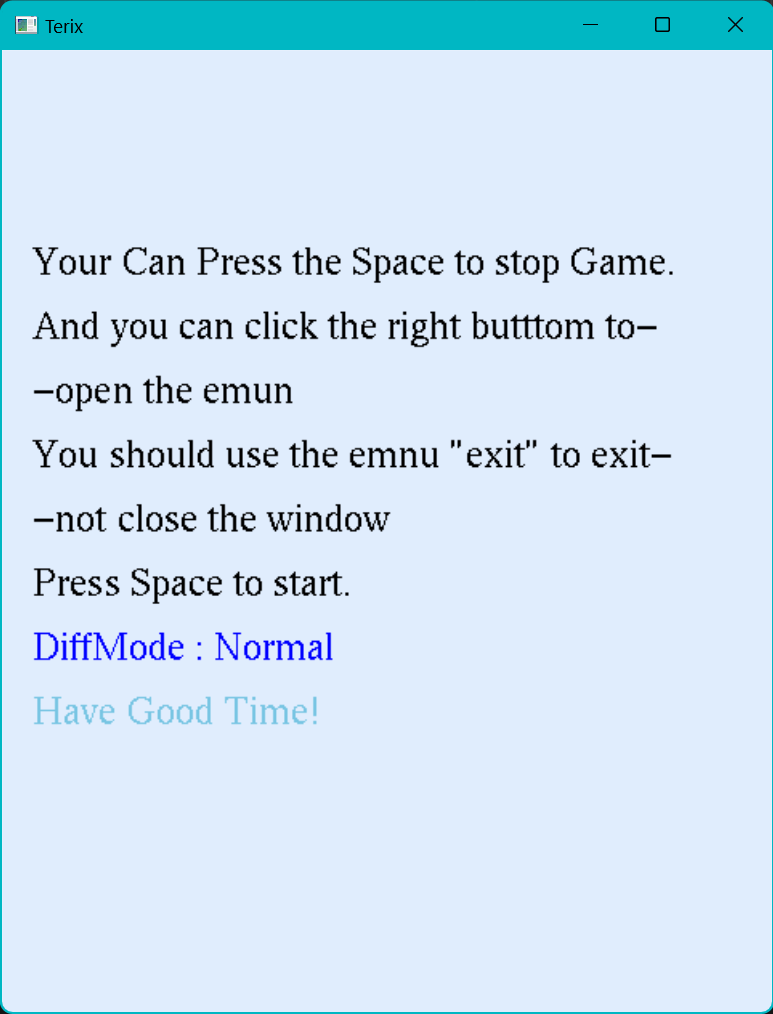 Terix
Your Can Press the Space to stop Game.
And you can click the right butttom to–
–open the emun
You should use the emnu "exit" to exit–
–not close the window
Press Space to start.
DiffMode : Normal
Have Good Time!